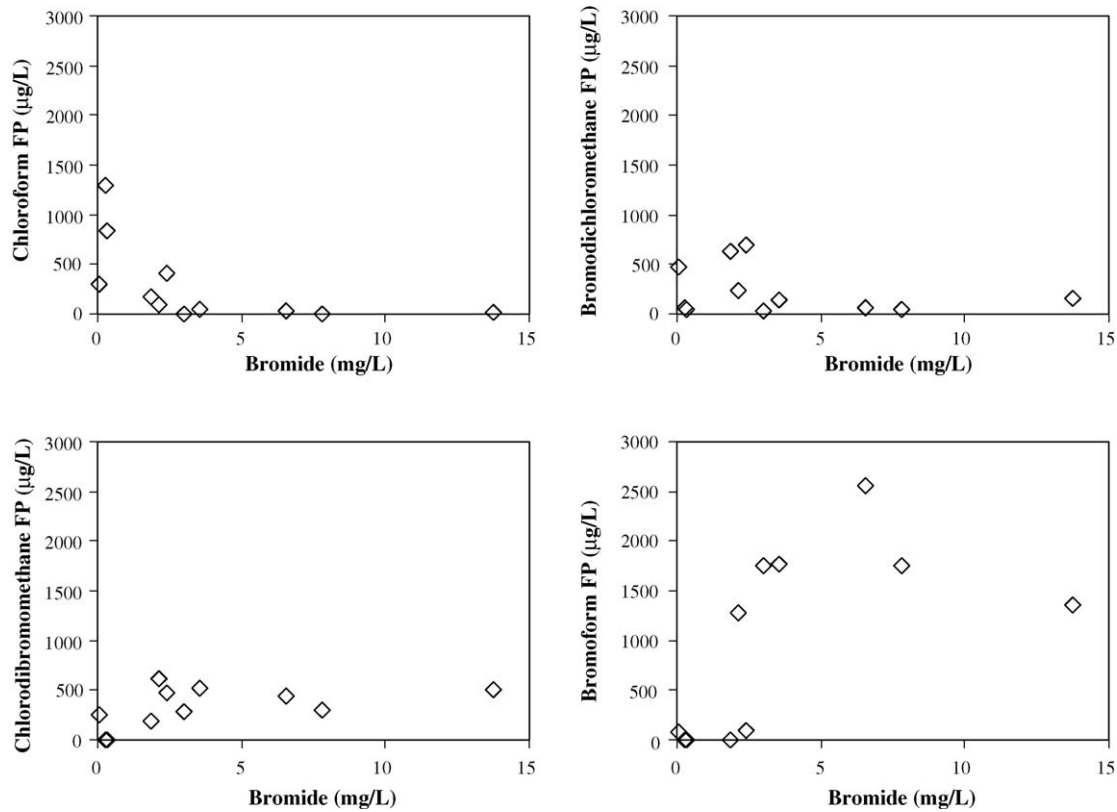 Chloroform FP (µg/L)
3000
2500
2000
1500
1000
500
0
0 5 10 15
Bromide (mg/L)
Bromodichloromethane FP (µg/L)
3000
2500
2000
1500
1000
500
0
0 5 10 15
Bromide (mg/L)
Chlorodibromomethane FP (µg/L)
3000
2500
2000
1500
1000
500
0
0 5 10 15
Bromide (mg/L)
Bromoform FP (µg/L)
3000
2500
2000
1500
1000
500
0
0 5 10 15
Bromide (mg/L)